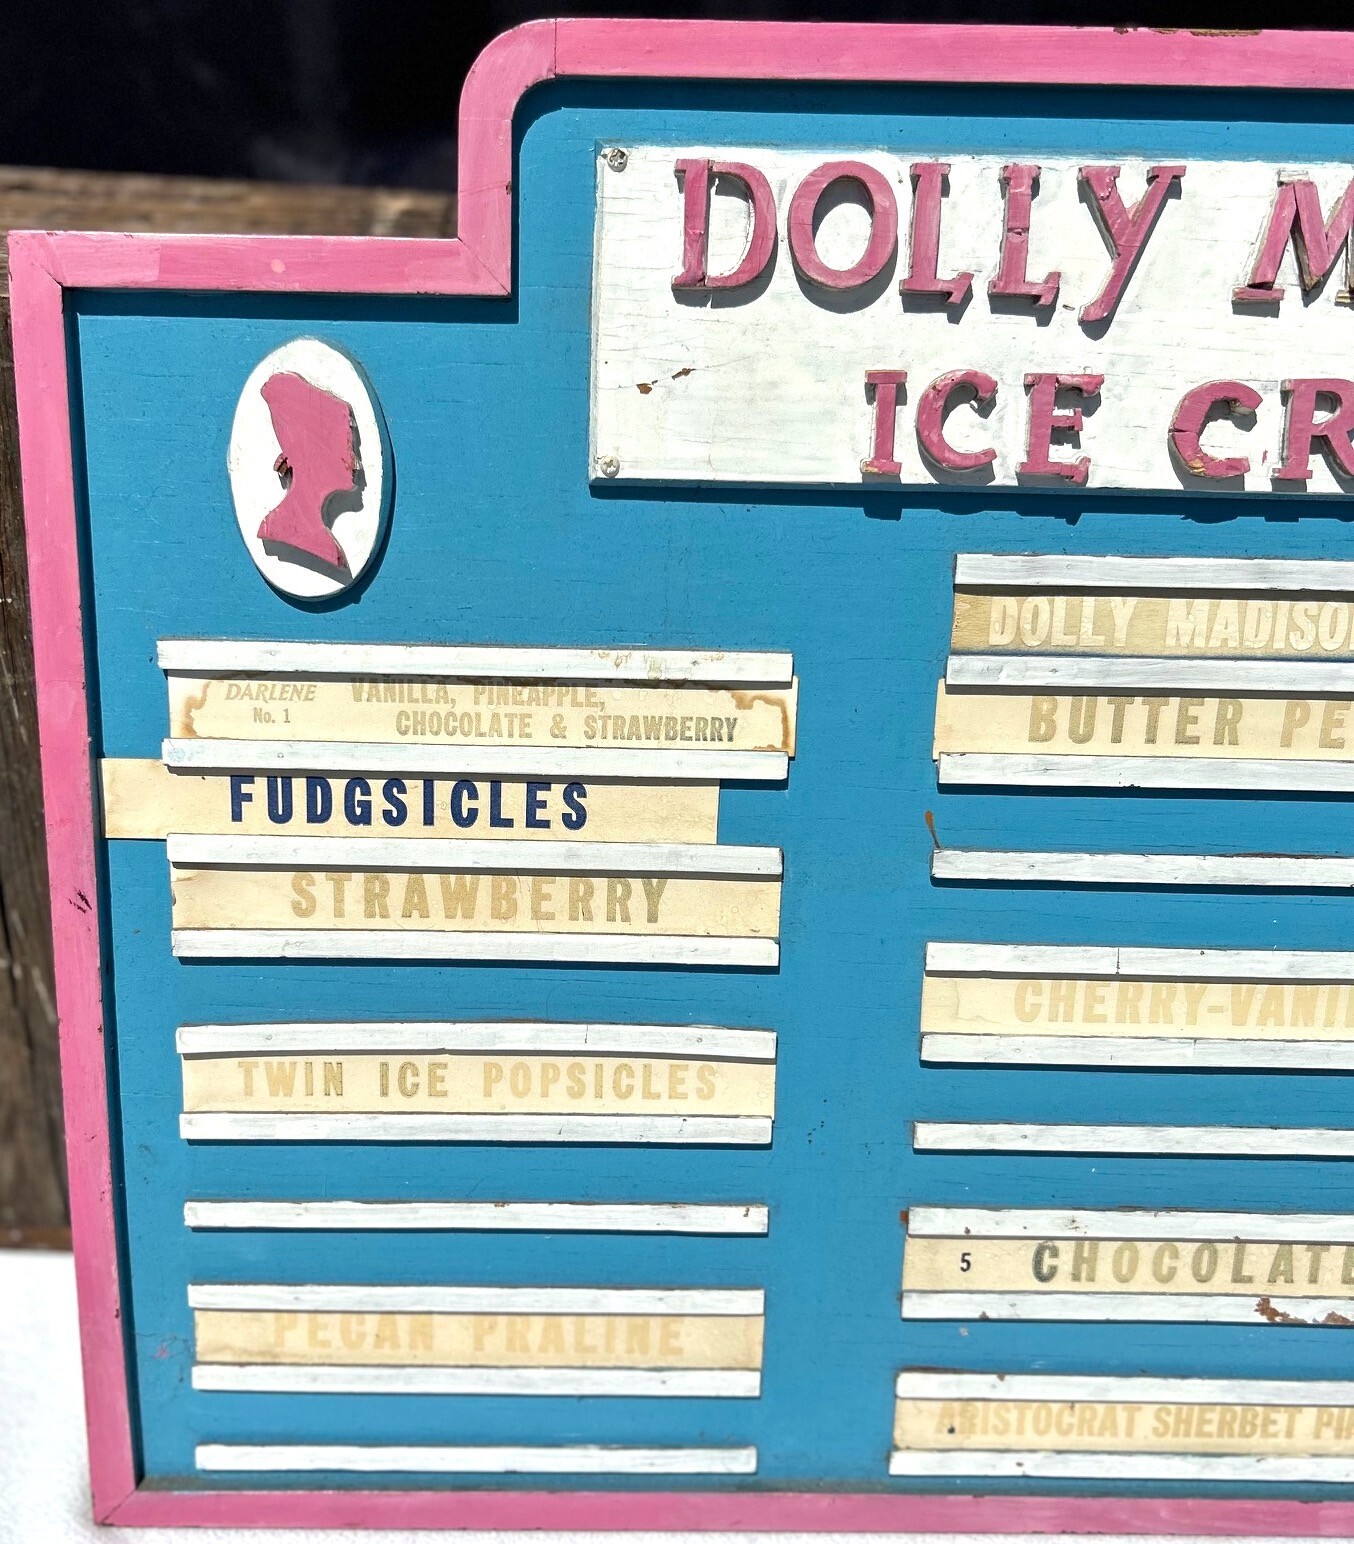 DOLLY M
ICE CR
DARLENE VANILLA, PINEAPPLE,
No. 1 CHOCOLATE & STRAWBERRY
FUDGSICLES
STRAWBERRY
TWIN ICE POPSICLES
PECAN PRALINE
DOLLY MADISO
BUTTER PE
CHERRY-VANI
5 CHOCOLATE
ARISTOCRAT SHERBET